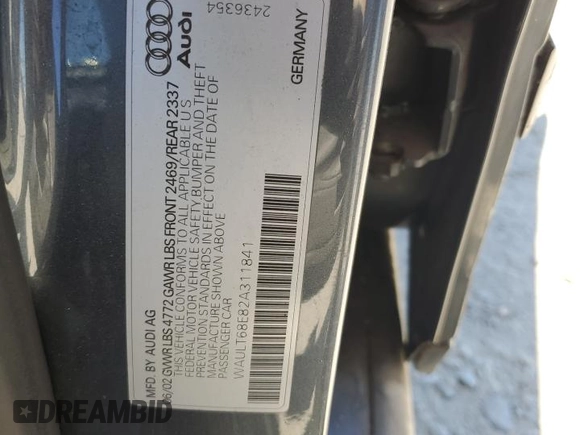 MFD. BY AUDI AG
06/02 GVWR LBS 4772 GAWR LBS FRONT 2469/REAR 2337
THIS VEHICLE CONFORMS TO ALL APPLICABLE U S
FEDERAL MOTOR VEHICLE SAFETY, BUMPER AND THEFT
PREVENTION STANDARDS IN EFFECT ON THE DATE OF
MANUFACTURE SHOWN ABOVE
PASSENGER CAR
WAULT68E82A311841
Audi
2436354
GERMANY
DREAMBID